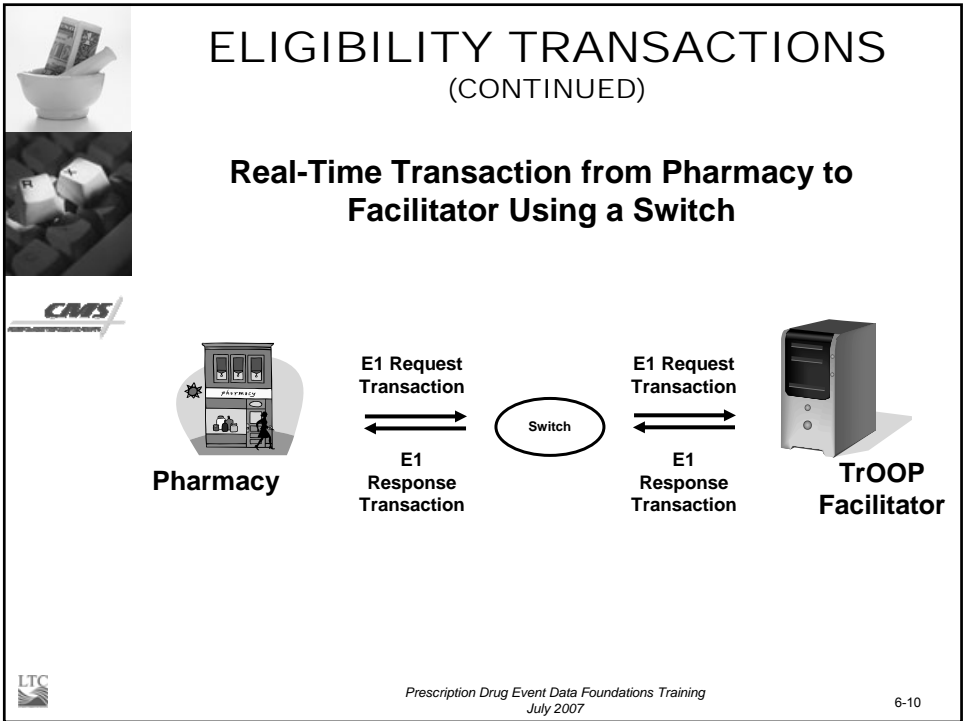 ELIGIBILITY TRANSACTIONS
(CONTINUED)
Real-Time Transaction from Pharmacy to
Facilitator Using a Switch
R
X
CMS
pharmacy
Pharmacy
E1 Request
Transaction
E1
Response
Transaction
Switch
E1 Request
Transaction
E1
Response
Transaction
TrOOP
Facilitator
LTC
Prescription Drug Event Data Foundations Training
July 2007
6-10